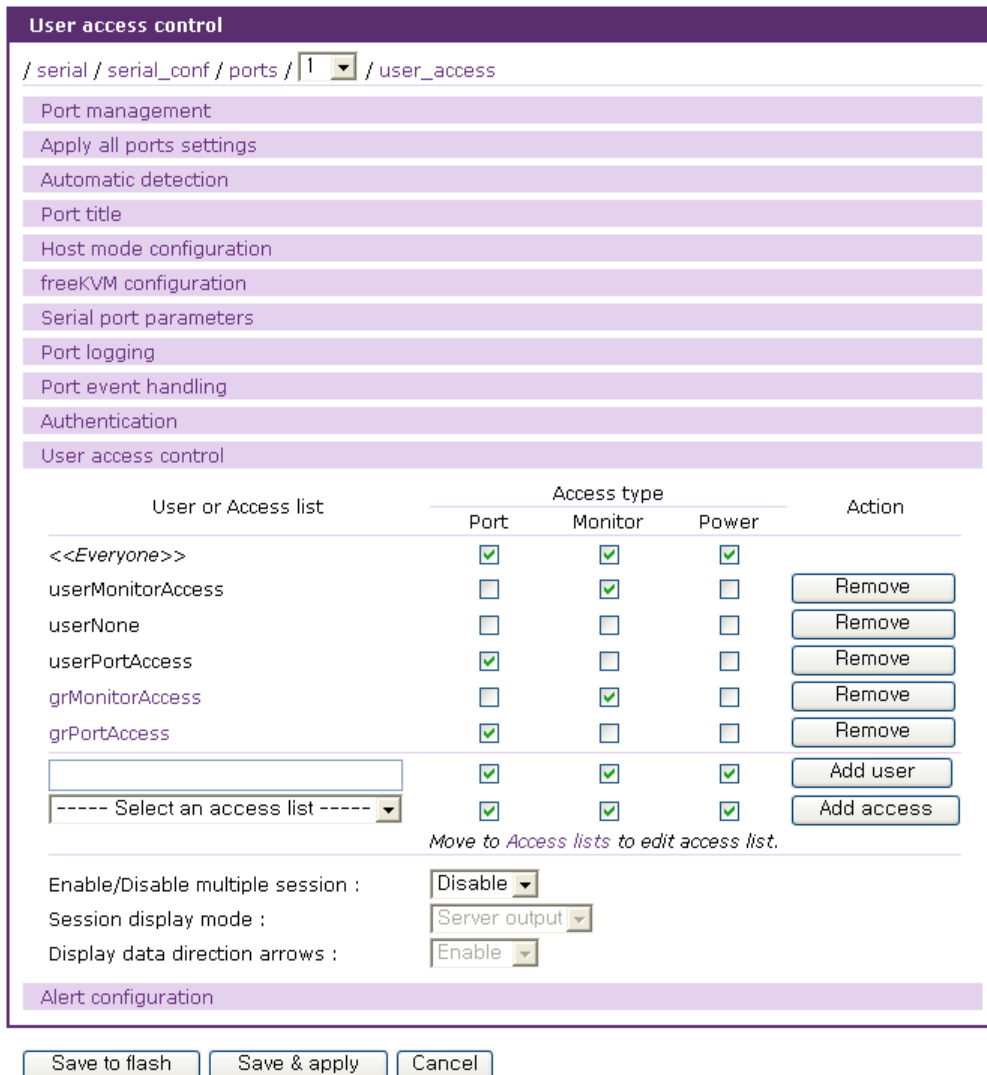 User access control
/ serial / serial_conf / ports / 1 / user_access
Port management
Apply all ports settings
Automatic detection
Port title
Host mode configuration
freeKVM configuration
Serial port parameters
Port logging
Port event handling
Authentication
User access control
User or Access list Access type Action
Port Monitor Power
<<Everyone>>
userMonitorAccess Remove
userNone Remove
userPortAccess Remove
grMonitorAccess Remove
grPortAccess Remove
Add user
----- Select an access list ----- Add access
Move to Access lists to edit access list.
Enable/Disable multiple session : Disable
Session display mode : Server output
Display data direction arrows : Enable
Alert configuration
Save to flash Save & apply Cancel